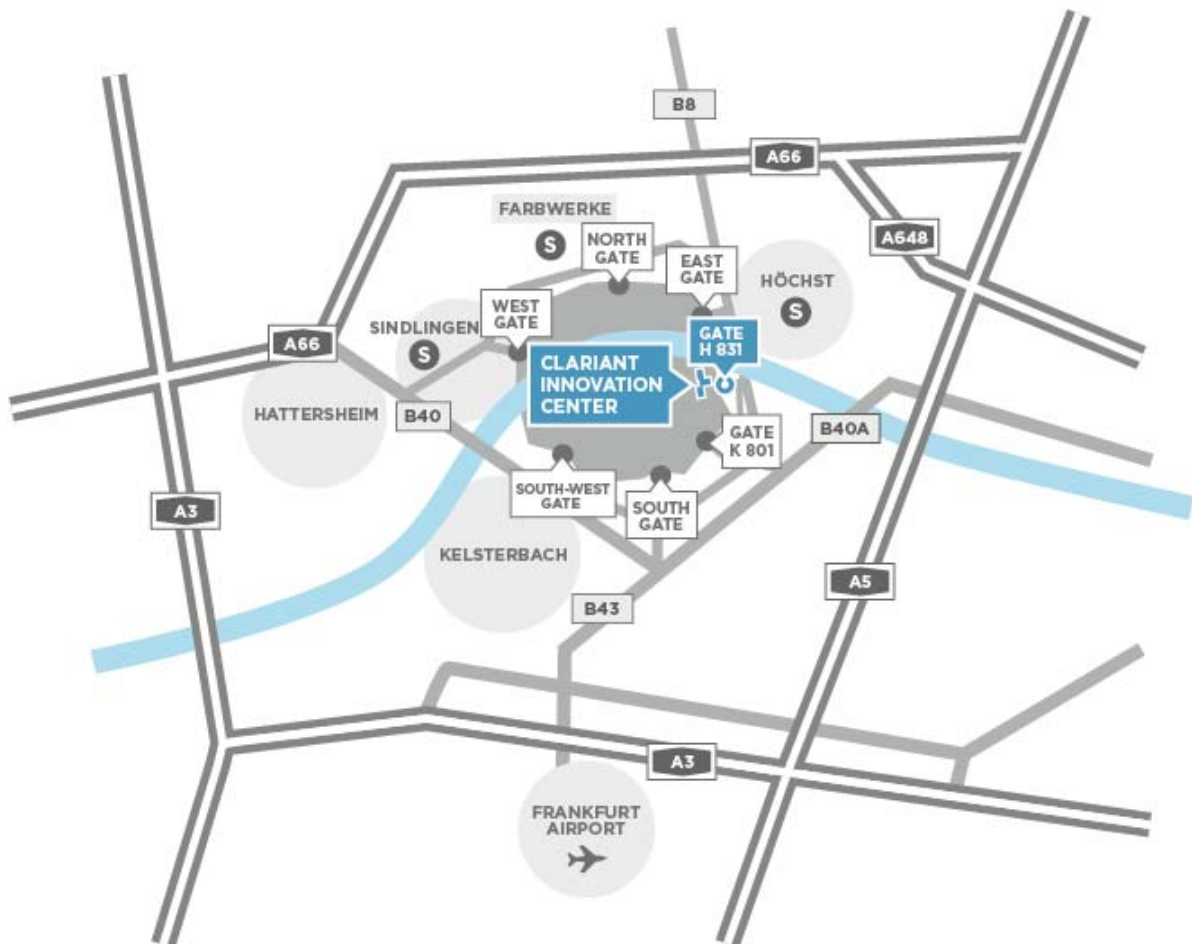 B8
A66
A648
FARBWERKE
S
NORTH
GATE
EAST
GATE
HÖCHST
S
WEST
GATE
SINDLINGEN
S
A66
GATE
H 831
CLARIANT
INNOVATION
CENTER
HATTERSHEIM
B40
B40A
GATE
K 801
A3
SOUTH-WEST
GATE
SOUTH
GATE
KELSTERBACH
A5
B43
A3
FRANKFURT
AIRPORT